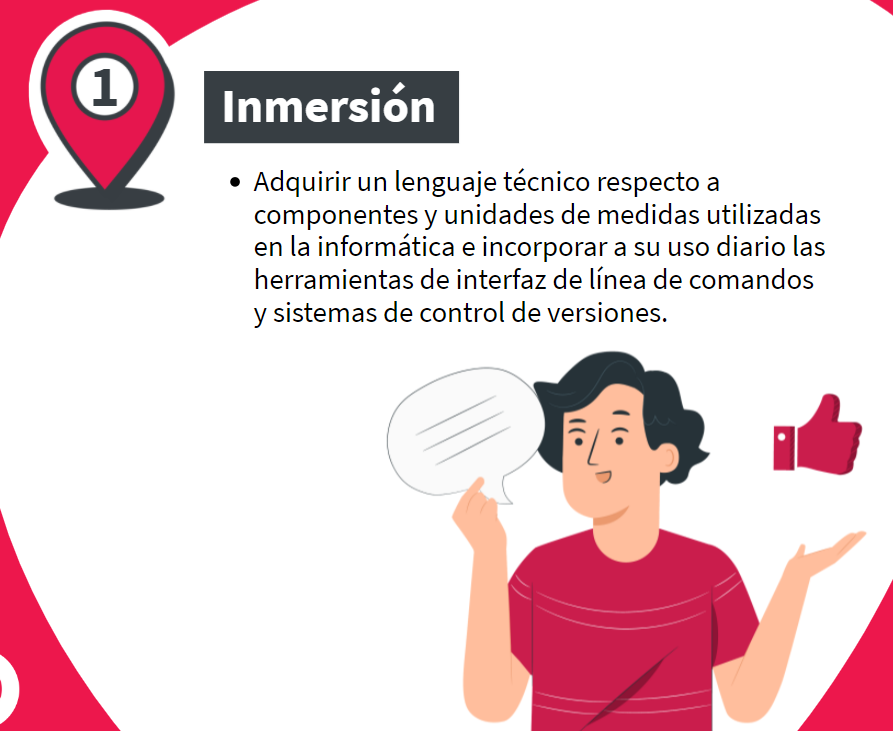 1
Inmersión
• Adquirir un lenguaje técnico respecto a
componentes y unidades de medidas utilizadas
en la informática e incorporar a su uso diario las
herramientas de interfaz de línea de comandos
y sistemas de control de versiones.